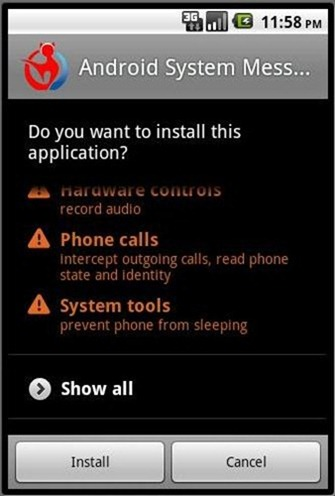 3G 11:58 PM
Android System Mess...
Do you want to install this
application?
Hardware controls
record audio
Phone calls
intercept outgoing calls, read phone
state and identity
System tools
prevent phone from sleeping
Show all
Install Cancel